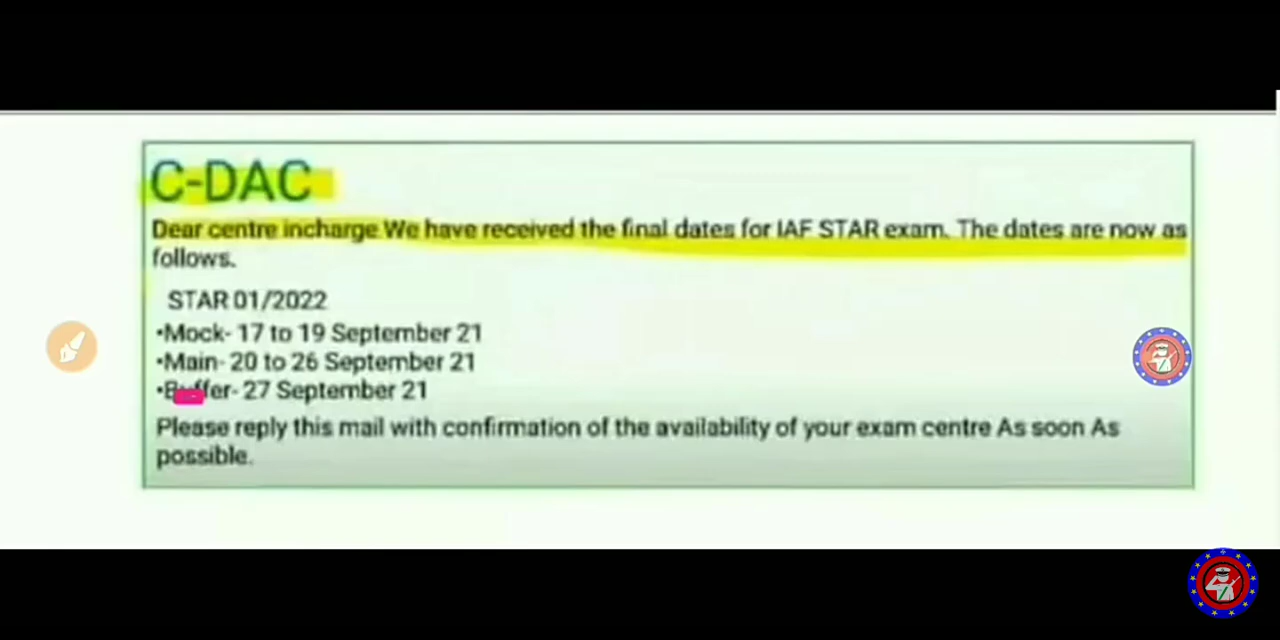 C-DAC
Dear centre incharge We have received the final dates for IAF STAR exam. The dates are now as
follows.
STAR 01/2022
•Mock- 17 to 19 September 21
•Main- 20 to 26 September 21
•Buffer- 27 September 21
Please reply this mail with confirmation of the availability of your exam centre As soon As
possible.